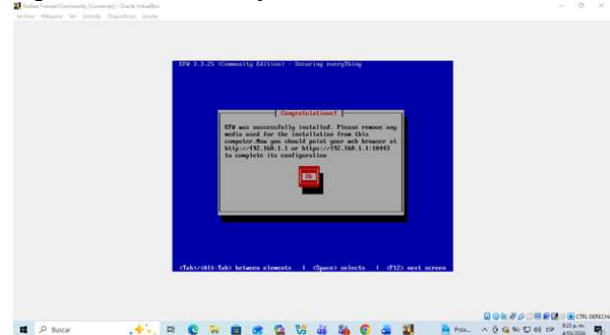 Endian Firewall Community [Corriendo] - Oracle VirtualBox
Archivo Máquina Ver Entrada Dispositivos Ayuda
EFW 3.3.25 (Community Edition) - Securing everyThing
Congratulations!
EFW was successfully installed. Please remove any
media used for the installation from this
computer.Now you should point your web browser at
http://192.168.1.1 or https://192.168.1.1:10443
to complete its configuration
Ok
<Tab>/<Alt-Tab> between elements | <Space> selects | <F12> next screen
CTRL DERECHA
Buscar
ESP
8:23 p. m.